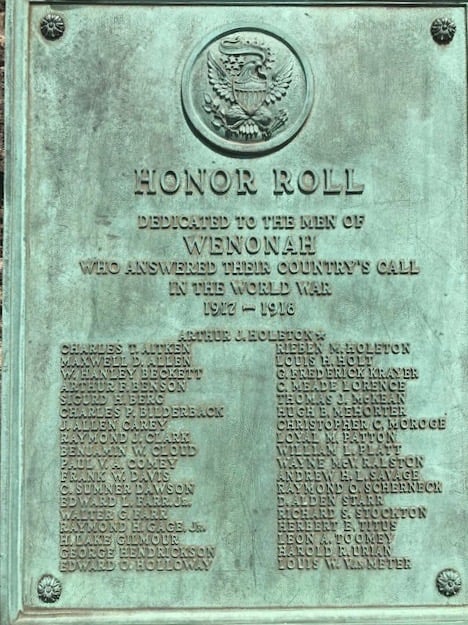 HONOR ROLL
DEDICATED TO THE MEN OF
WENONAH
WHO ANSWERED THEIR COUNTRY'S CALL
IN THE WORLD WAR
1917 – 1918
ARTHUR J. HOLETON★
CHARLES T. AITKEN
MAXWELL D. ALLEN
W. HANLEY BECKETT
ARTHUR F. BENSON
SIGURD H. BERG
CHARLES P. BILDERBACK
J. ALLEN CAREY
RAYMOND J. CLARK
BENJAMIN W. CLOUD
PAUL V. A. COMEY
FRANK W. DAVIS
C. SUMNER DAWSON
EDWARD L. JR.
WALTER G. FARR
RAYMOND H. GAGE, JR.
H. LAKE GILMOUR
GEORGE HENDRICKSON
EDWARD O. HOLLOWAY
RIBBEN M. HOLETON
LOUIS H. HOLT
G. FREDERICK KRAYER
C. MEADE LORENCE
THOMAS J. McKEAN
HUGH E. MEHORTER
CHRISTOPHER C. MOROGE
LOYAL M. PATTON
WILLIAM L. PLATT
WAYNE McV. RALSTON
ANDREW H. L. SAVAGE
RAYMOND O. SCHERNECK
J. ALDEN STARR
RICHARD S. STOCKTON
HERBERT E. TITUS
LEON A. TOOMEY
HAROLD R. URIAN
LOUIS W. VAN METER